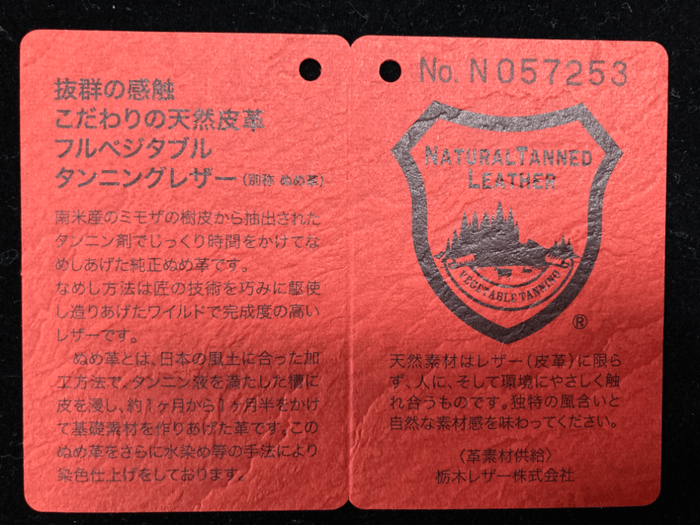 抜群の感触
こだわりの天然皮革
フルベジタブル
タンニングレザー(別称 ぬめ革)
南米産のミモザの樹皮から抽出された
タンニン剤でじっくり時間をかけてな
めしあげた純正ぬめ革です。
なめし方法は匠の技術を巧みに駆使
し造りあげたワイルドで完成度の高い
レザーです。
ぬめ革とは、日本の風土に合った加
工方法で、タンニン液を満たした槽に
皮を浸し、約1ヶ月から1ヶ月半をかけ
て基礎素材を作りあげた革です。この
ぬめ革をさらに水染め等の手法により
染色仕上げをしております。
No. N 057253
NATURAL TANNED
LEATHER
VEGETABLE TANNING
®
天然素材はレザー(皮革)に限ら
ず、人に、そして環境にやさしく触
れ合うものです。独特の風合いと
自然な素材感を味わってください。
〈革素材供給〉
栃木レザー株式会社